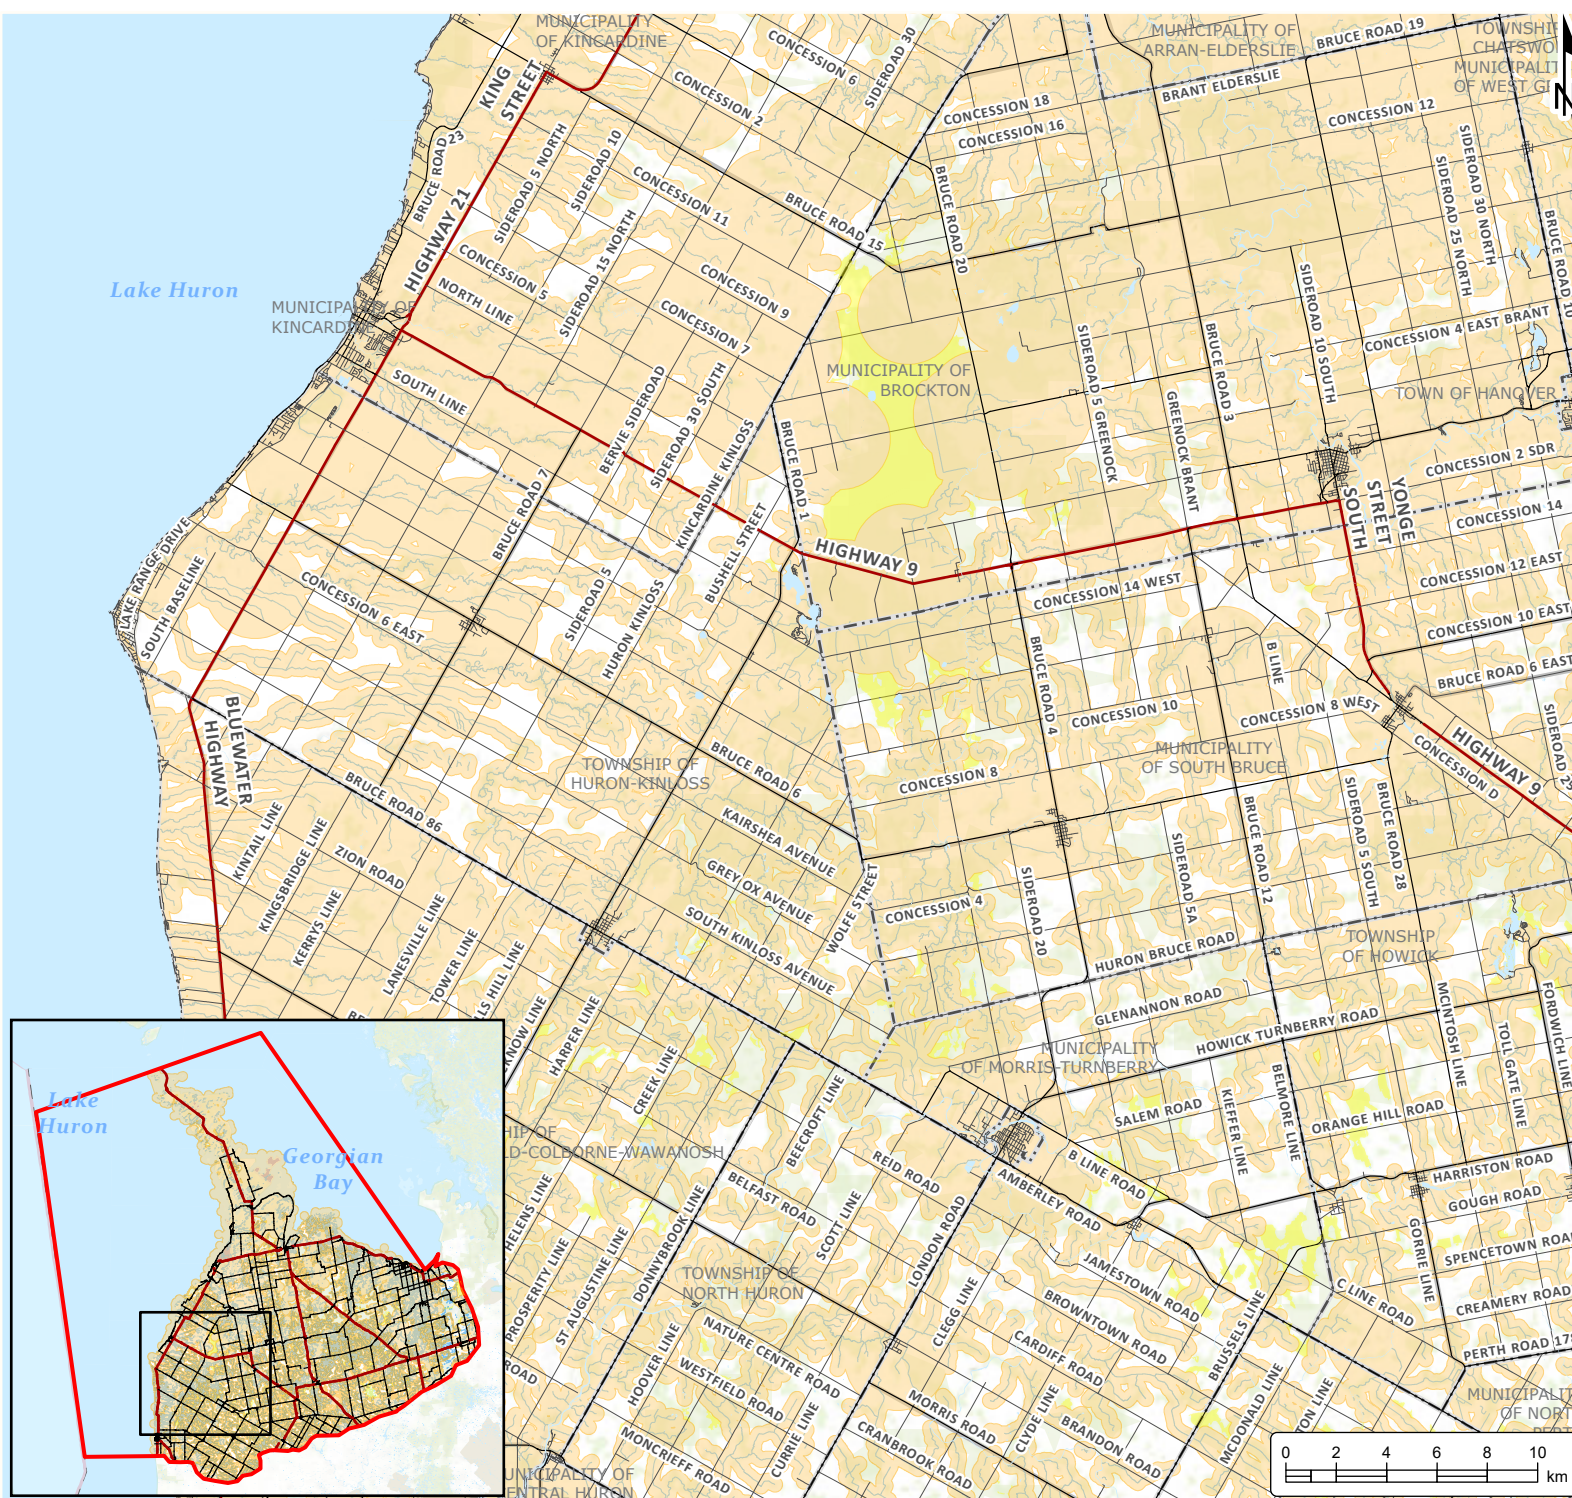 MUNICIPALITY
OF KINCARDINE
CONCESSION 6
SIDEROAD 30
MUNICIPALITY OF
ARRAN-ELDERSLIE
BRUCE ROAD 19
KING
STREET
CONCESSION 2
BRANT ELDERSLIE
CONCESSION 18
CONCESSION 16
CONCESSION 12
BRUCE ROAD 23
SIDEROAD 5 NORTH
SIDEROAD 10
CONCESSION 11
BRUCE ROAD 15
BRUCE ROAD 20
SIDEROAD 25 NORTH
SIDEROAD 30 NORTH
BRUCE ROAD 10
HIGHWAY 21
CONCESSION 5
NORTH LINE
SIDEROAD 15 NORTH
CONCESSION 9
CONCESSION 7
Lake Huron
MUNICIPALITY OF
KINCARDINE
SIDEROAD 10 SOUTH
CONCESSION 4 EAST BRANT
SIDEROAD 5 GREENOCK
BRUCE ROAD 3
MUNICIPALITY OF
BROCKTON
GREENOCK BRANT
TOWN OF HANOVER
SOUTH LINE
BERVIE SIDEROAD
SIDEROAD 30 SOUTH
KINCARDINE KINLOSS
BRUCE ROAD 1
CONCESSION 2 SDR
BRUCE ROAD 7
BUSHELL STREET
HIGHWAY 9
YONGE
STREET
SOUTH
CONCESSION 14
LAKE RANGE DRIVE
SOUTH BASELINE
CONCESSION 6 EAST
SIDEROAD 5
HURON KINLOSS
CONCESSION 14 WEST
CONCESSION 12 EAST
CONCESSION 10 EAST
BRUCE ROAD 4
B LINE
BRUCE ROAD 6 EAST
CONCESSION 10
CONCESSION 8 WEST
BLUEWATER
HIGHWAY
BRUCE ROAD 86
TOWNSHIP OF
HURON-KINLOSS
BRUCE ROAD 6
CONCESSION 8
MUNICIPALITY
OF SOUTH BRUCE
HIGHWAY 9
CONCESSION D
KINTAIL LINE
KINGSBRIDGE LINE
ZION ROAD
KERRYS LINE
LANESVILLE LINE
TOWER LINE
KAIRSHEA AVENUE
GREY OX AVENUE
SOUTH KINLOSS AVENUE
WOLFE STREET
CONCESSION 4
SIDEROAD 20
SIDEROAD 5A
BRUCE ROAD 12
SIDEROAD 5 SOUTH
BRUCE ROAD 28
HURON BRUCE ROAD
TOWNSHIP
OF HOWICK
GLENANNON ROAD
HOWICK TURNBERRY ROAD
MCINTOSH LINE
TOLL GATE LINE
FORDWICH LINE
HARPER LINE
CREEK LINE
MUNICIPALITY
OF MORRIS-TURNBERRY
BEECROFT LINE
SALEM ROAD
KIEFFER LINE
BELMORE LINE
ORANGE HILL ROAD
HARRISTON ROAD
GOUGH ROAD
Lake
Huron
Georgian
Bay
REID ROAD
BELFAST ROAD
B LINE ROAD
AMBERLEY ROAD
SCOTT LINE
LONDON ROAD
DONNYBROOK LINE
ST AUGUSTINE LINE
PROSPERITY LINE
TOWNSHIP OF
NORTH HURON
CLEGG LINE
JAMESTOWN ROAD
BROWNTOWN ROAD
CARDIFF ROAD
BRUSSELS LINE
C LINE ROAD
GORRIE LINE
SPENCETOWN ROAD
CREAMERY ROAD
HOOVER LINE
NATURE CENTRE ROAD
WESTFIELD ROAD
MONCRIEFF ROAD
CURRIE LINE
MORRIS ROAD
CRANBROOK ROAD
CLYDE LINE
BRANDON ROAD
MCDONALD LINE
0 2 4 6 8 10
km